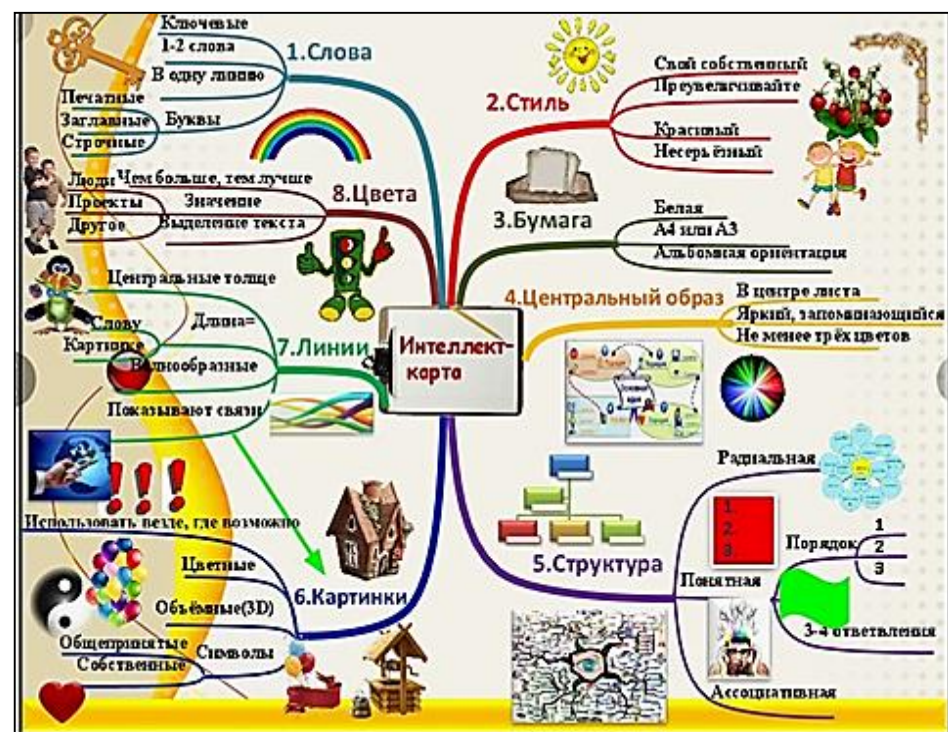 Интеллект-
карта
1.Слова
Ключевые
1-2 слова
В одну линию
Буквы
Печатные
Заглавные
Строчные
2.Стиль
Свой собственный
Преувеличивайте
Красивый
Несерьёзный
3.Бумага
Белая
А4 или А3
Альбомная ориентация
4.Центральный образ
В центре листа
Яркий, запоминающийся
Не менее трёх цветов
5.Структура
Радиальная
Понятная
1.
2.
3.
Порядок
1
2
3
3-4 ответвления
Ассоциативная
6.Картинки
Использовать везде, где возможно
Цветные
Объёмные(3D)
Символы
Общепринятые
Собственные
7.Линии
Центральные толще
Длина=
Слову
Картинке
Волнообразные
Показывают связи
8.Цвета
Чем больше, тем лучше
Значение
Люди
Проекты
Другое
Выделение текста